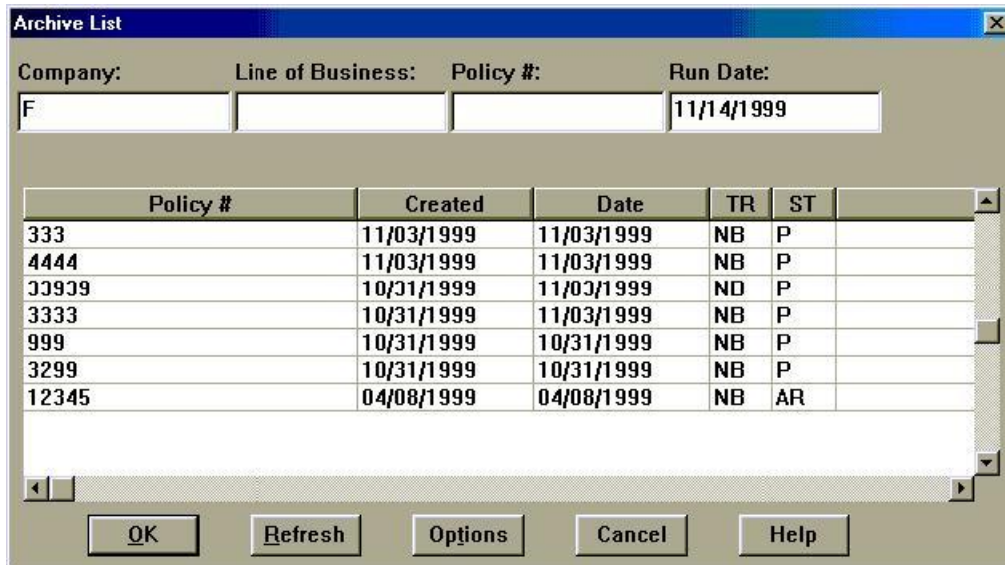 Archive List
Company: Line of Business: Policy #: Run Date:
F 11/14/1999
Policy # Created Date TR ST
333 11/03/1999 11/03/1999 NB P
4444 11/03/1999 11/03/1999 NB P
33939 10/31/1999 11/03/1999 NB P
3333 10/31/1999 11/03/1999 NB P
999 10/31/1999 10/31/1999 NB P
3299 10/31/1999 10/31/1999 NB P
12345 04/08/1999 04/08/1999 NB AR
OK Refresh Options Cancel Help